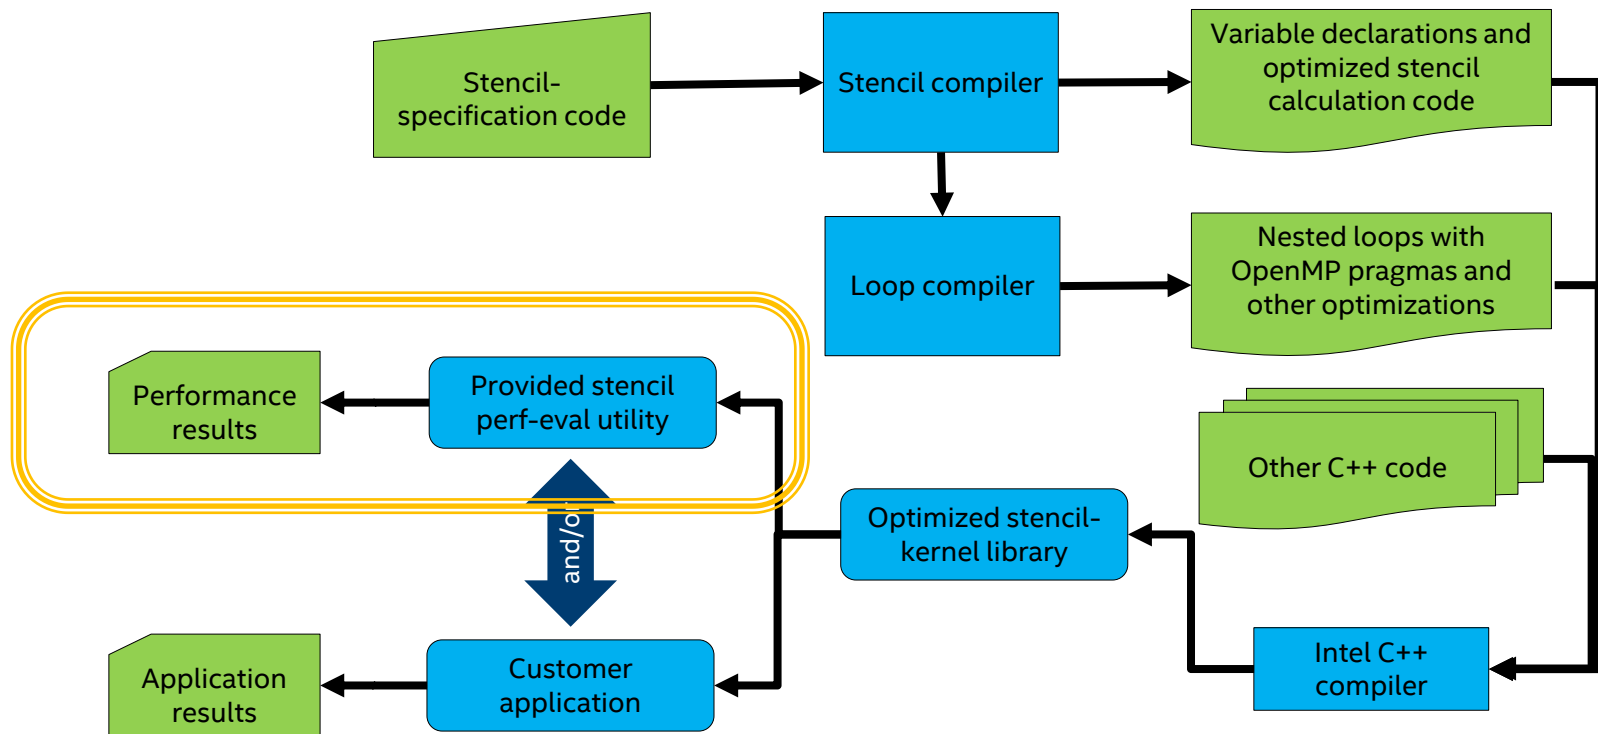 Stencil-
specification code
Stencil compiler
Variable declarations and
optimized stencil
calculation code
Loop compiler
Nested loops with
OpenMP pragmas and
other optimizations
Performance
results
Provided stencil
perf-eval utility
Other C++ code
and/or
Optimized stencil-
kernel library
Application
results
Customer
application
Intel C++
compiler